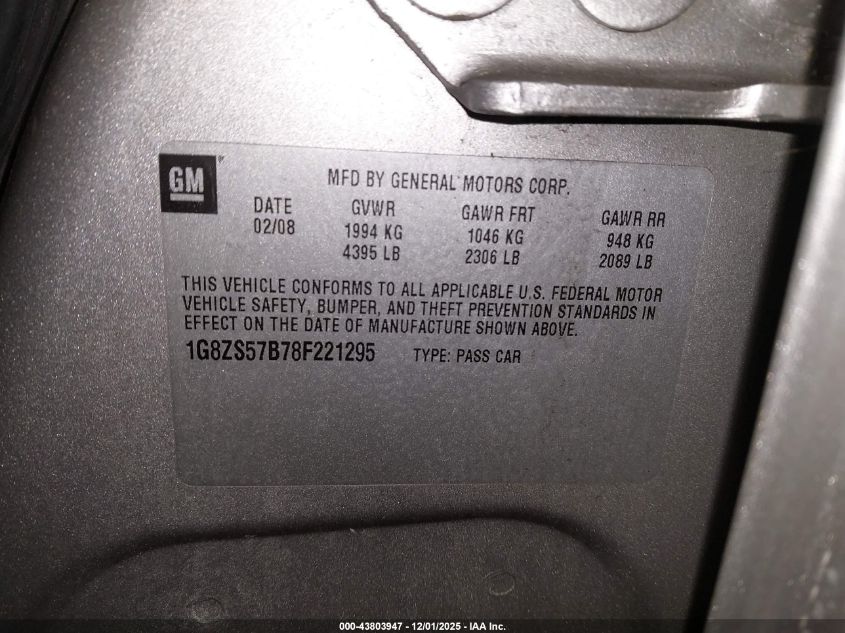 GM
MFD BY GENERAL MOTORS CORP.
DATE GVWR GAWR FRT GAWR RR
02/08 1994 KG 1046 KG 948 KG
4395 LB 2306 LB 2089 LB
THIS VEHICLE CONFORMS TO ALL APPLICABLE U.S. FEDERAL MOTOR
VEHICLE SAFETY, BUMPER, AND THEFT PREVENTION STANDARDS IN
EFFECT ON THE DATE OF MANUFACTURE SHOWN ABOVE.
1G8ZS57B78F221295 TYPE: PASS CAR
000-43803947 - 12/01/2025 - IAA Inc.